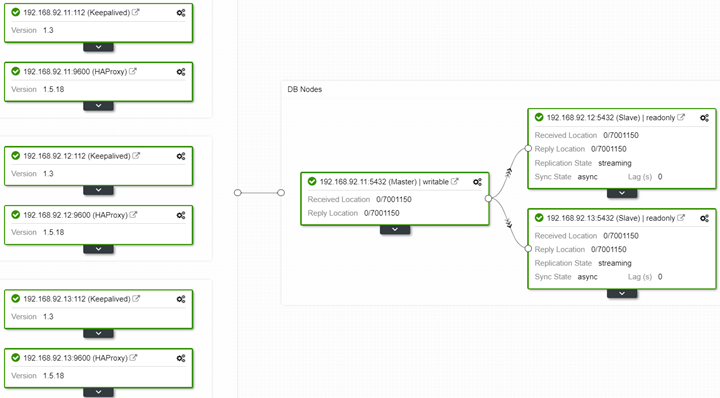 192.168.92.11:112 (Keepalived)
Version 1.3
192.168.92.11:9600 (HAProxy)
Version 1.5.18
192.168.92.12:112 (Keepalived)
Version 1.3
192.168.92.12:9600 (HAProxy)
Version 1.5.18
192.168.92.13:112 (Keepalived)
Version 1.3
192.168.92.13:9600 (HAProxy)
Version 1.5.18
DB Nodes
192.168.92.11:5432 (Master) | writable
Received Location 0/7001150
Reply Location 0/7001150
192.168.92.12:5432 (Slave) | readonly
Received Location 0/7001150
Reply Location 0/7001150
Replication State streaming
Sync State async Lag (s) 0
192.168.92.13:5432 (Slave) | readonly
Received Location 0/7001150
Reply Location 0/7001150
Replication State streaming
Sync State async Lag (s) 0